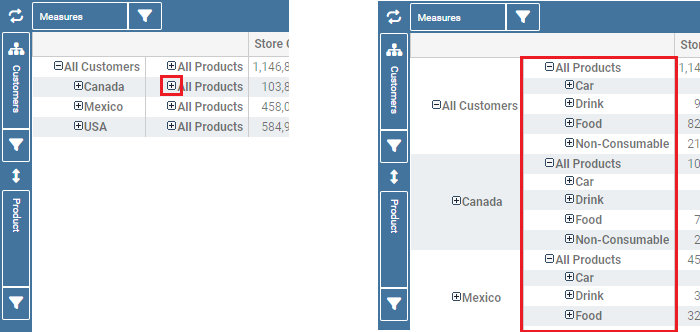 Measures
Store C
Customers
All Customers All Products 1,146,8
Canada All Products 103,8
Mexico All Products 458,0
USA All Products 584,9
Product
Measures
Sto
Customers
All Customers
All Products 1,14
Car
Drink 9
Food 82
Non-Consumable 21
Canada
All Products 10
Car
Drink
Food 7
Non-Consumable 2
Product
Mexico
All Products 45
Car
Drink 3
Food 32